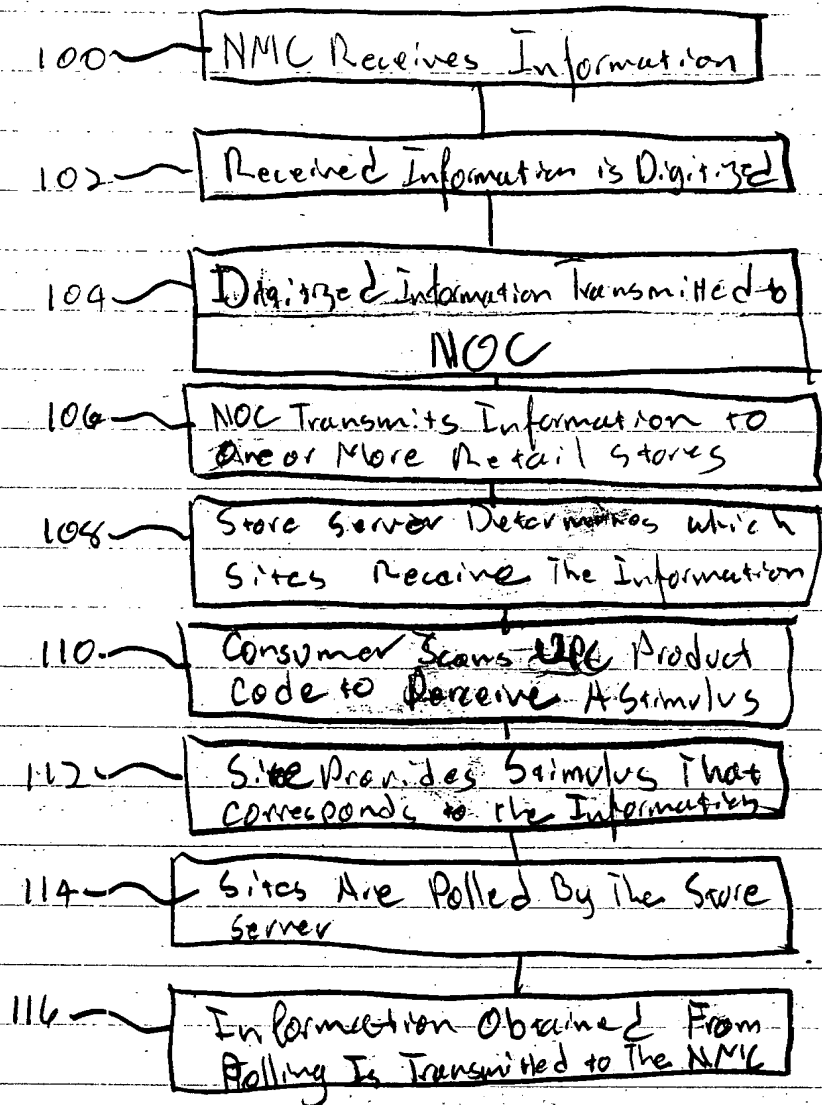 100 NMC Receives Information
102 Received Information is Digitized
104 Digitized Information Transmitted to
NOC
106 NOC Transmits Information to
One or More Retail Stores
108 Store Server Determines which
Sites Receive The Information
110 Consumer Scans Product
Code to Perceive A Stimulus
112 Site Provides Stimulus That
corresponds to the Information
114 Sites Are Polled By The Store
Server
116 Information Obtained From
Polling Is Transmitted to The NMC